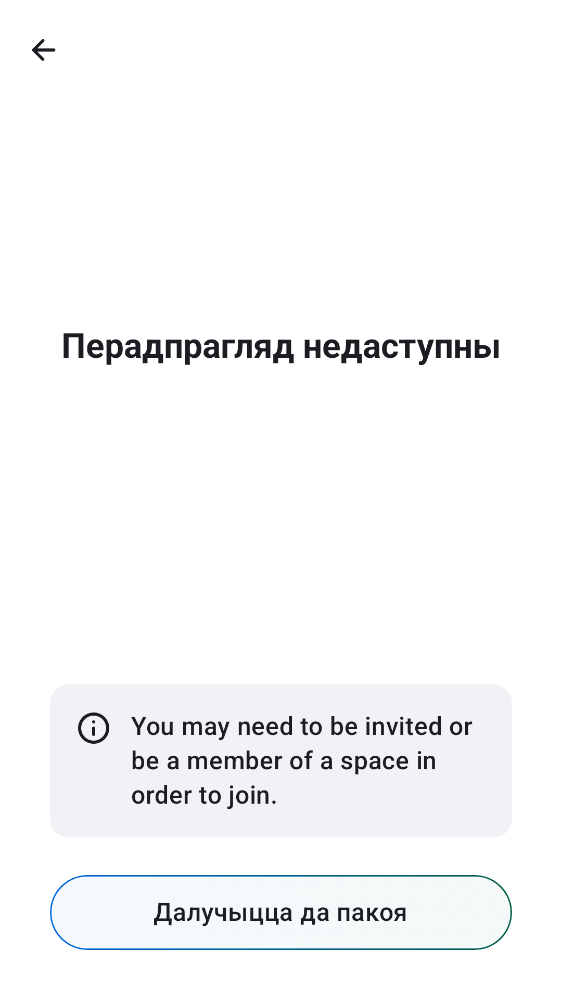 Перадпрагляд недаступны
You may need to be invited or
be a member of a space in
order to join.
Далучыцца да пакоя